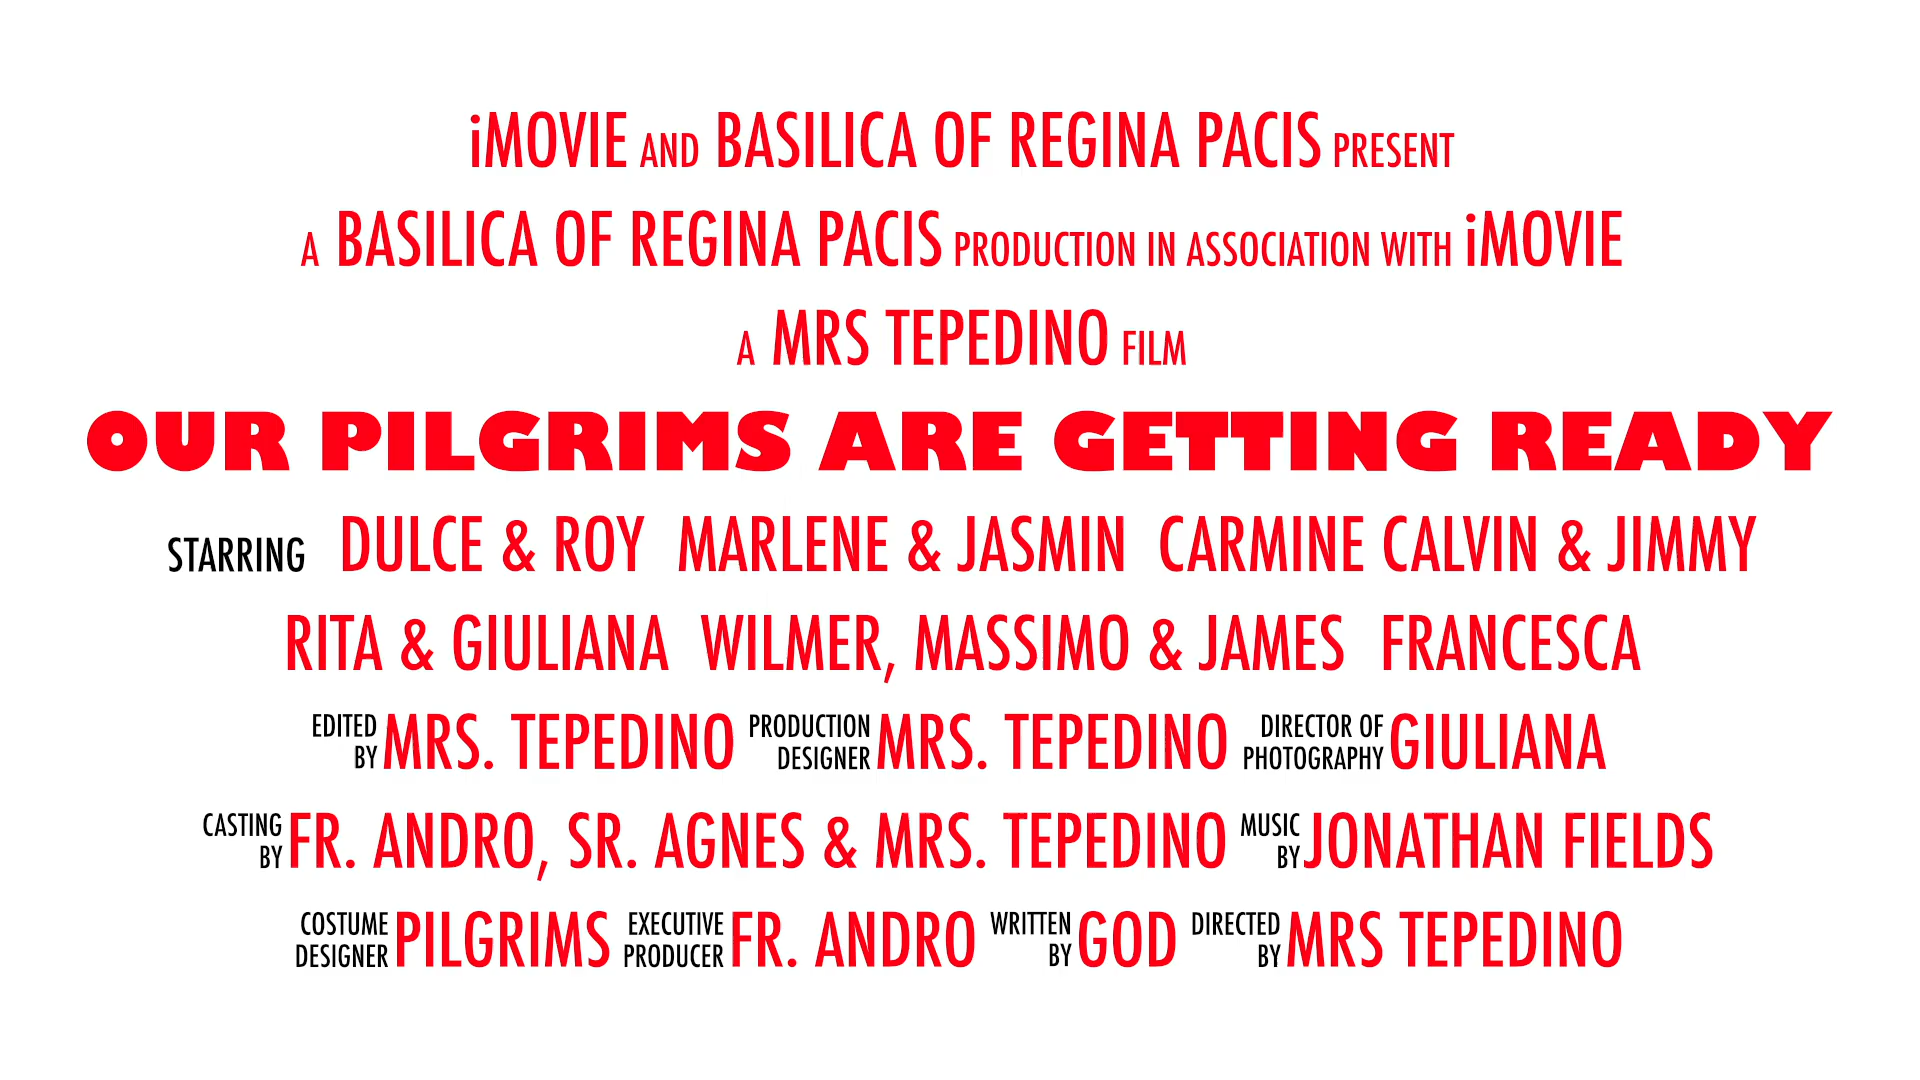 iMOVIE AND BASILICA OF REGINA PACIS PRESENT
A BASILICA OF REGINA PACIS PRODUCTION IN ASSOCIATION WITH iMOVIE
A MRS TEPEDINO FILM
OUR PILGRIMS ARE GETTING READY
STARRING DULCE & ROY MARLENE & JASMIN CARMINE CALVIN & JIMMY
RITA & GIULIANA WILMER, MASSIMO & JAMES FRANCESCA
EDITED BY MRS. TEPEDINO PRODUCTION DESIGNER MRS. TEPEDINO DIRECTOR OF PHOTOGRAPHY GIULIANA
CASTING BY FR. ANDRO, SR. AGNES & MRS. TEPEDINO MUSIC BY JONATHAN FIELDS
COSTUME DESIGNER PILGRIMS EXECUTIVE PRODUCER FR. ANDRO WRITTEN BY GOD DIRECTED BY MRS TEPEDINO